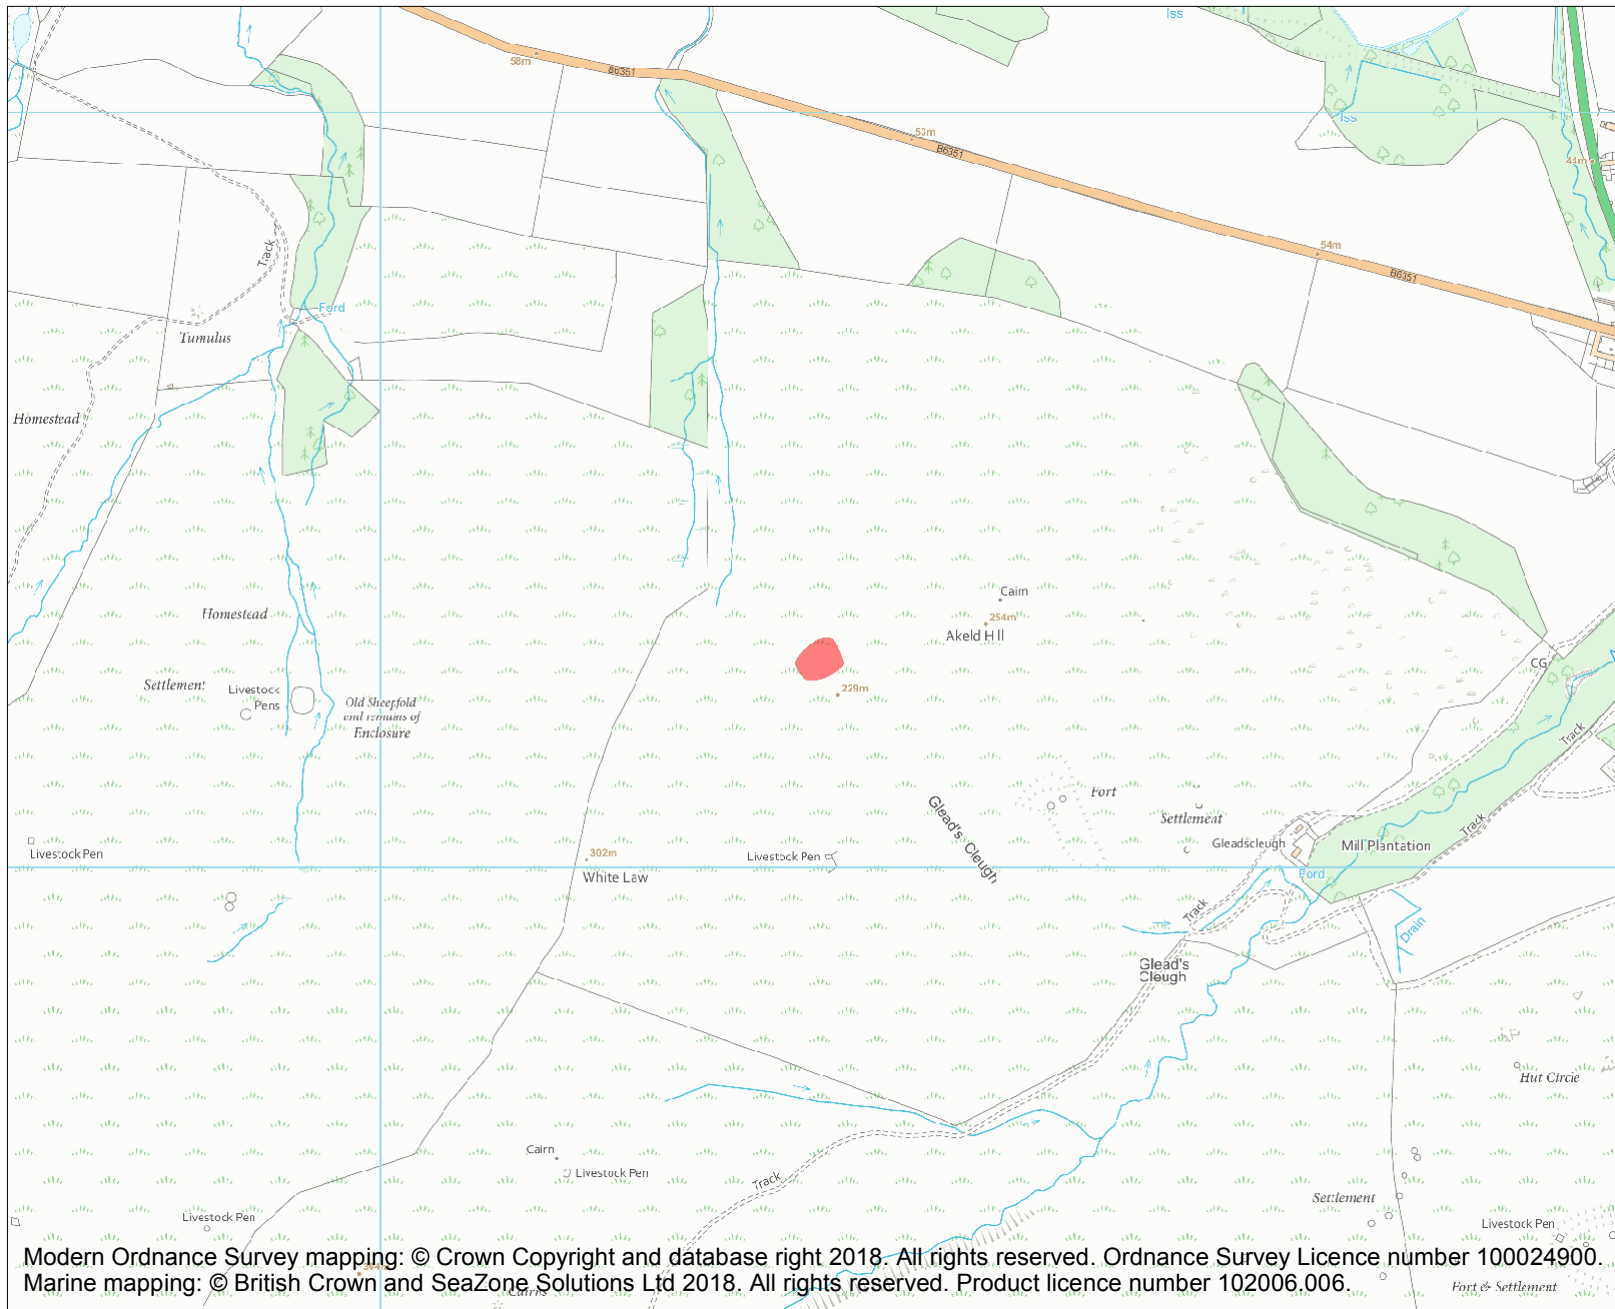 Iss
58m
B6351
Iss
53m
B6351
44m
Track
54m
B6351
Ford
Tumulus
Homestead
Cairn
254m
Akeld Hill
Homestead
CG
Settlement
Livestock
Pens
229m
Old Sheepfold
and remains of
Enclosure
Track
Fort
Settlement
Glead's Cleugh
Track
Gleadscleugh
Mill Plantation
Livestock Pen
302m
Livestock Pen
White Law
Ford
Track
Drain
Glead's
Cleugh
Hut Circle
Cairn
Livestock Pen
Track
Settlement
Livestock Pen
Livestock Pen
Modern Ordnance Survey mapping: © Crown Copyright and database right 2018. All rights reserved. Ordnance Survey Licence number 100024900.
Marine mapping: © British Crown and SeaZone Solutions Ltd 2018. All rights reserved. Product licence number 102006.006.
Cairns
Fort & Settlement